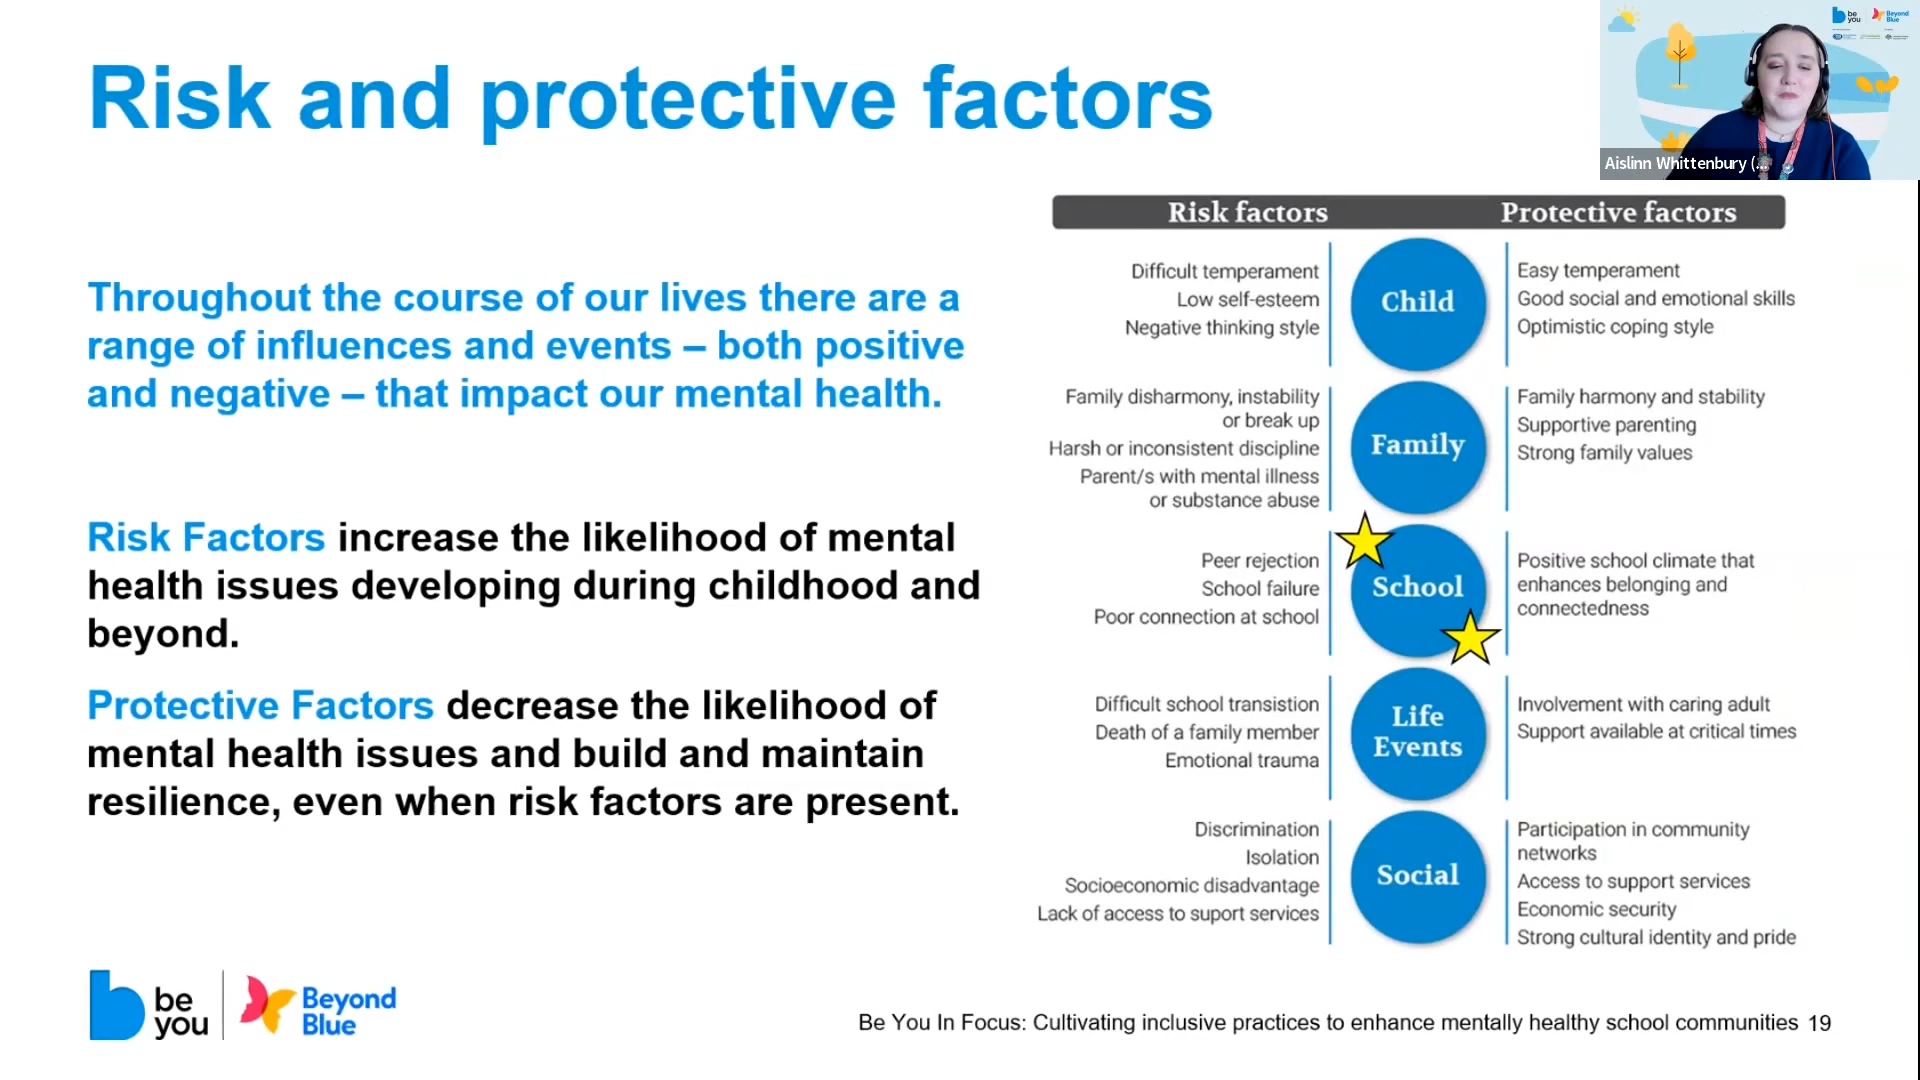 Risk and protective factors
be you
Beyond Blue
Aislinn Whittenbury (...
Throughout the course of our lives there are a
range of influences and events – both positive
and negative – that impact our mental health.
Risk Factors increase the likelihood of mental
health issues developing during childhood and
beyond.
Protective Factors decrease the likelihood of
mental health issues and build and maintain
resilience, even when risk factors are present.
Risk factors
Protective factors
Difficult temperament
Low self-esteem
Negative thinking style
Child
Easy temperament
Good social and emotional skills
Optimistic coping style
Family disharmony, instability
or break up
Harsh or inconsistent discipline
Parent/s with mental illness
or substance abuse
Family
Family harmony and stability
Supportive parenting
Strong family values
Peer rejection
School failure
Poor connection at school
School
Positive school climate that
enhances belonging and
connectedness
Difficult school transistion
Death of a family member
Emotional trauma
Life
Events
Involvement with caring adult
Support available at critical times
Discrimination
Isolation
Socioeconomic disadvantage
Lack of access to suport services
Social
Participation in community
networks
Access to support services
Economic security
Strong cultural identity and pride
be
you
Beyond
Blue
Be You In Focus: Cultivating inclusive practices to enhance mentally healthy school communities 19